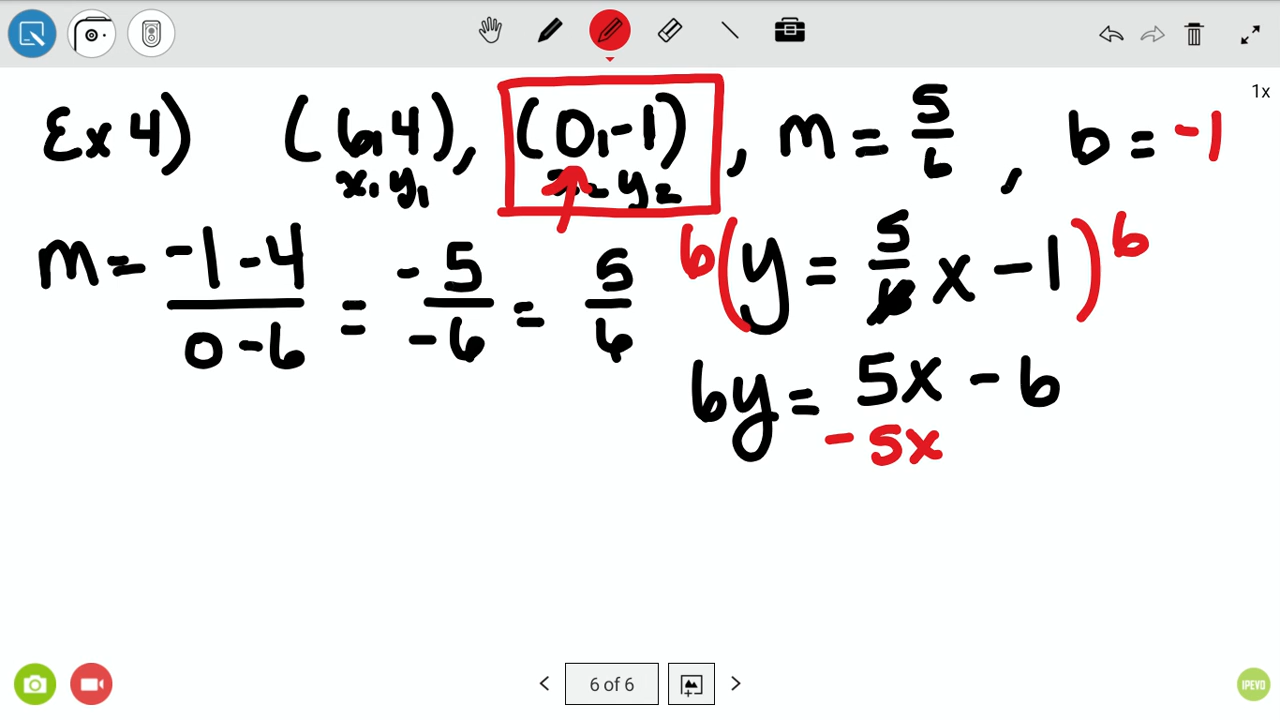 1x
Ex 4) (6,4), (0,-1), m = 5/6, b = -1
x₁ y₁ y₂
m = (-1-4)/(0-6) = -5/-6 = 5/6
6(y = 5/6 x - 1)6
6y = 5x - 6
-5x
6 of 6
IPEVO